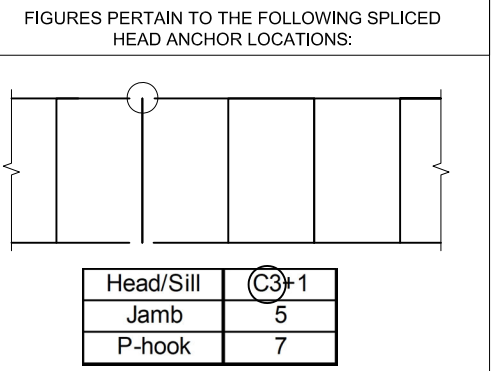 FIGURES PERTAIN TO THE FOLLOWING SPLICED
HEAD ANCHOR LOCATIONS:
Head/Sill C3+1
Jamb 5
P-hook 7